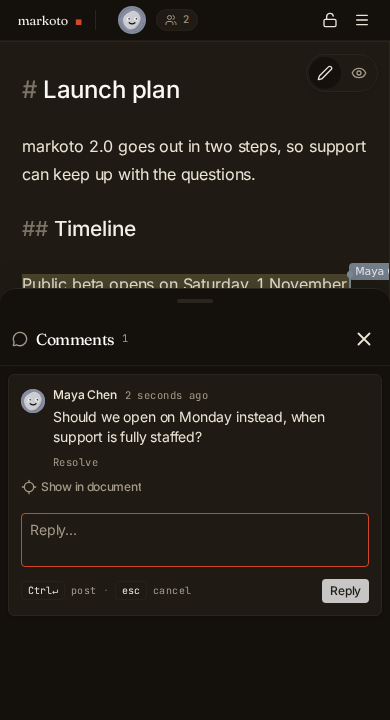 markoto
2
# Launch plan
markoto 2.0 goes out in two steps, so support
can keep up with the questions.
## Timeline
Maya
Public beta opens on Saturday, 1 November
Comments 1
Maya Chen 2 seconds ago
Should we open on Monday instead, when
support is fully staffed?
Resolve
Show in document
Reply...
Ctrl↵ post · esc cancel
Reply